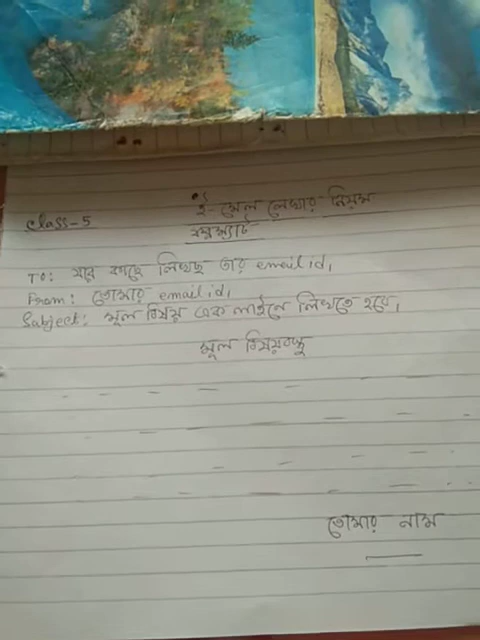 Class-5
ই-মেল লেখার নিয়ম
ফরম্যাট
To: যার কাছে লিখছ তার email id,
From: তোমার email id,
Subject: মূল বিষয় এক লাইনে লিখতে হবে।
মূল বিষয়বস্তু
তোমার নাম